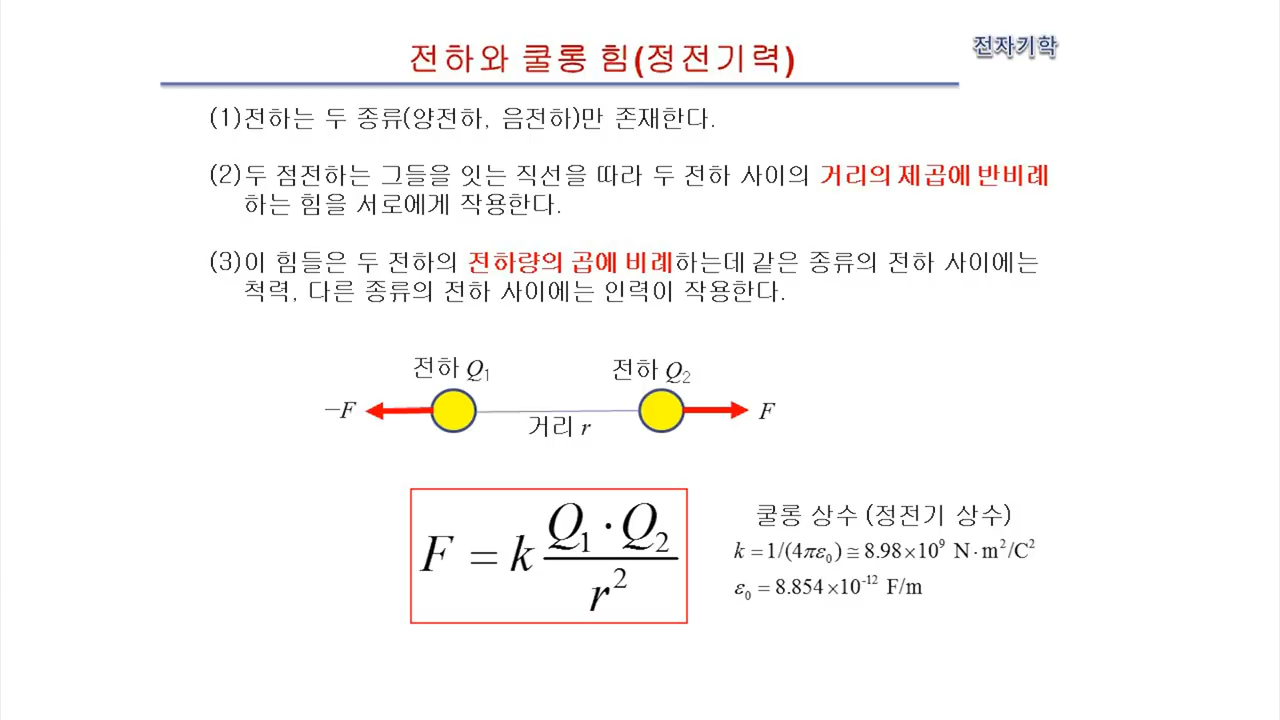 전하와 쿨롱 힘(정전기력)
전자기학
(1)전하는 두 종류(양전하, 음전하)만 존재한다.
(2)두 점전하는 그들을 잇는 직선을 따라 두 전하 사이의 거리의 제곱에 반비례
하는 힘을 서로에게 작용한다.
(3)이 힘들은 두 전하의 전하량의 곱에 비례하는데 같은 종류의 전하 사이에는
척력, 다른 종류의 전하 사이에는 인력이 작용한다.
전하 Q₁ 전하 Q₂
−F F
거리 r
F = k Q₁·Q₂ / r²
쿨롱 상수 (정전기 상수)
k = 1/(4πε₀) ≅ 8.98×10⁹ N·m²/C²
ε₀ = 8.854×10⁻¹² F/m